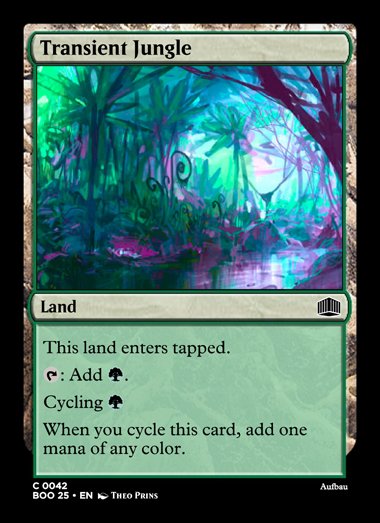 Transient Jungle
Land
This land enters tapped.
: Add .
Cycling
When you cycle this card, add one
mana of any color.
C 0042
BOO 25 • EN Theo Prins
Aufbau